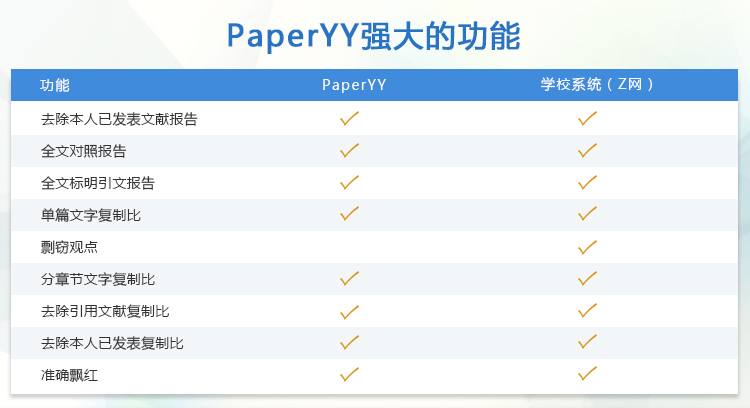 PaperYY强大的功能
功能 PaperYY 学校系统（Z网）
去除本人已发表文献报告 ✓ ✓
全文对照报告 ✓ ✓
全文标明引文报告 ✓ ✓
单篇文字复制比 ✓ ✓
剽窃观点 ✓
分章节文字复制比 ✓ ✓
去除引用文献复制比 ✓ ✓
去除本人已发表复制比 ✓ ✓
准确飘红 ✓ ✓